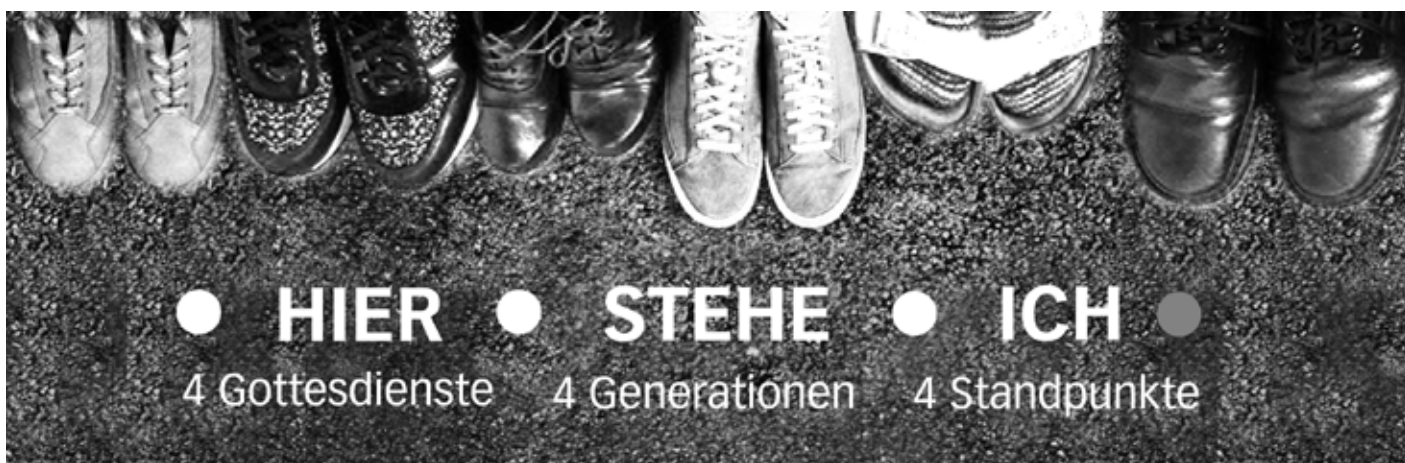 HIER STEHE ICH
4 Gottesdienste 4 Generationen 4 Standpunkte